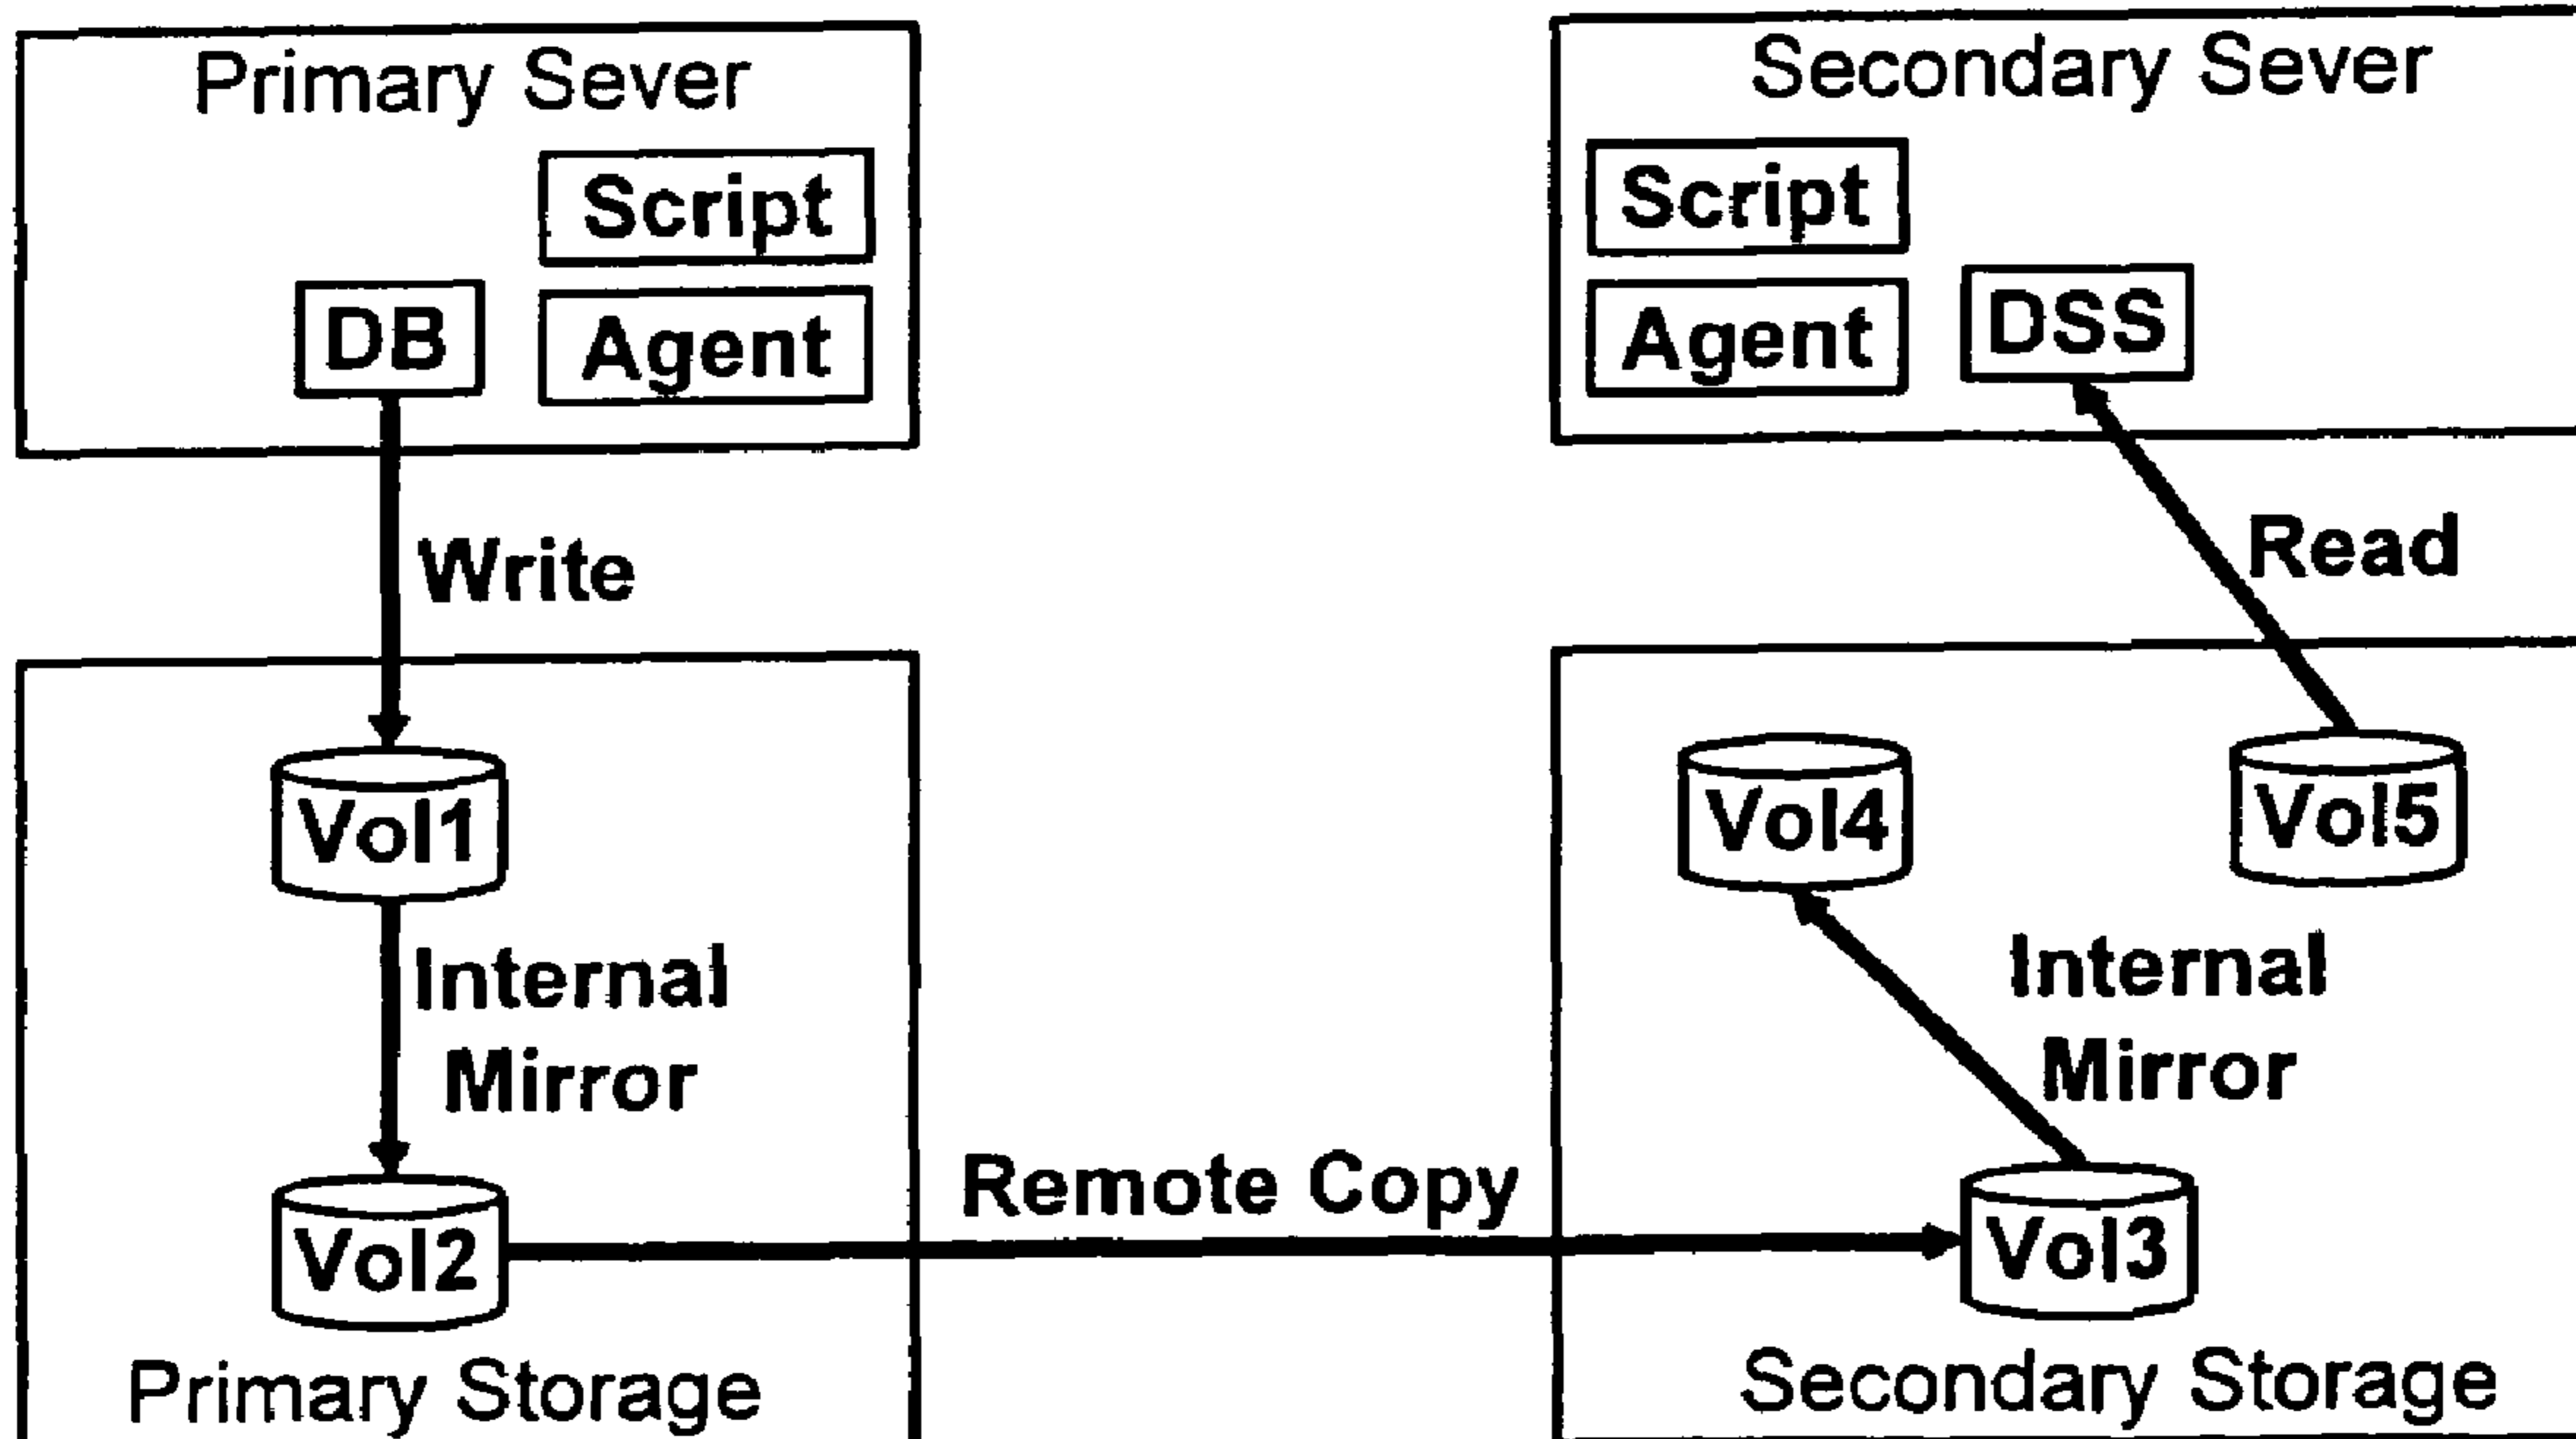 Primary Sever
Script
DB
Agent
Write
Vol1
Internal
Mirror
Vol2
Primary Storage
Remote Copy
Secondary Sever
Script
Agent
DSS
Read
Vol4
Vol5
Internal
Mirror
Vol3
Secondary Storage